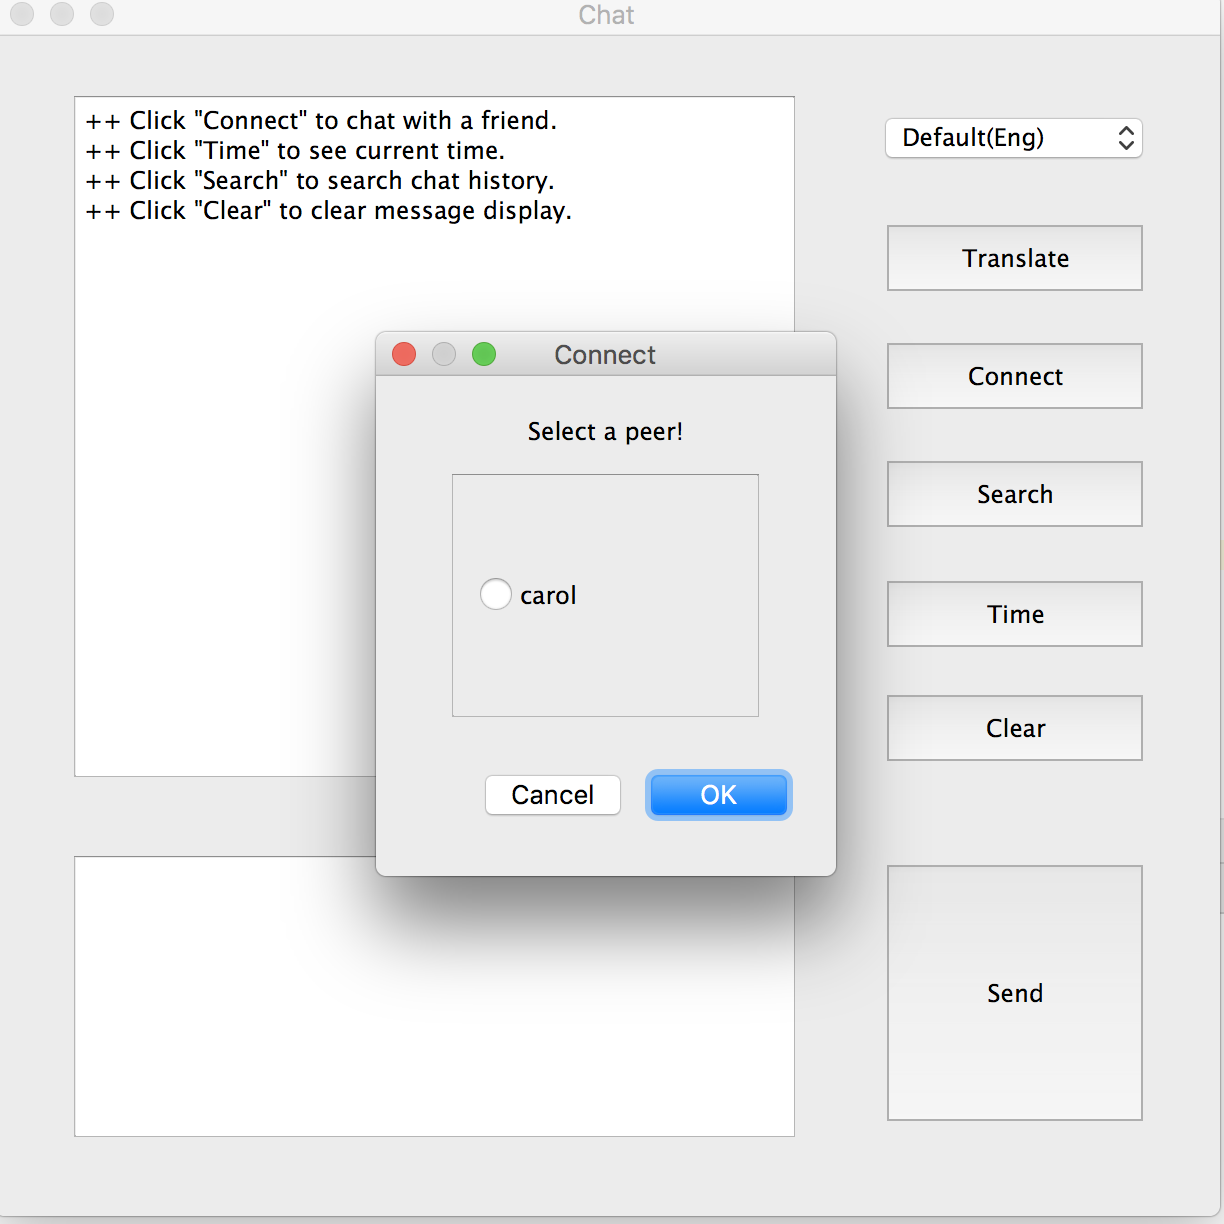 Chat
++ Click "Connect" to chat with a friend.
++ Click "Time" to see current time.
++ Click "Search" to search chat history.
++ Click "Clear" to clear message display.
Default(Eng)
Translate
Connect
Search
Time
Clear
Send
Connect
Select a peer!
carol
Cancel
OK